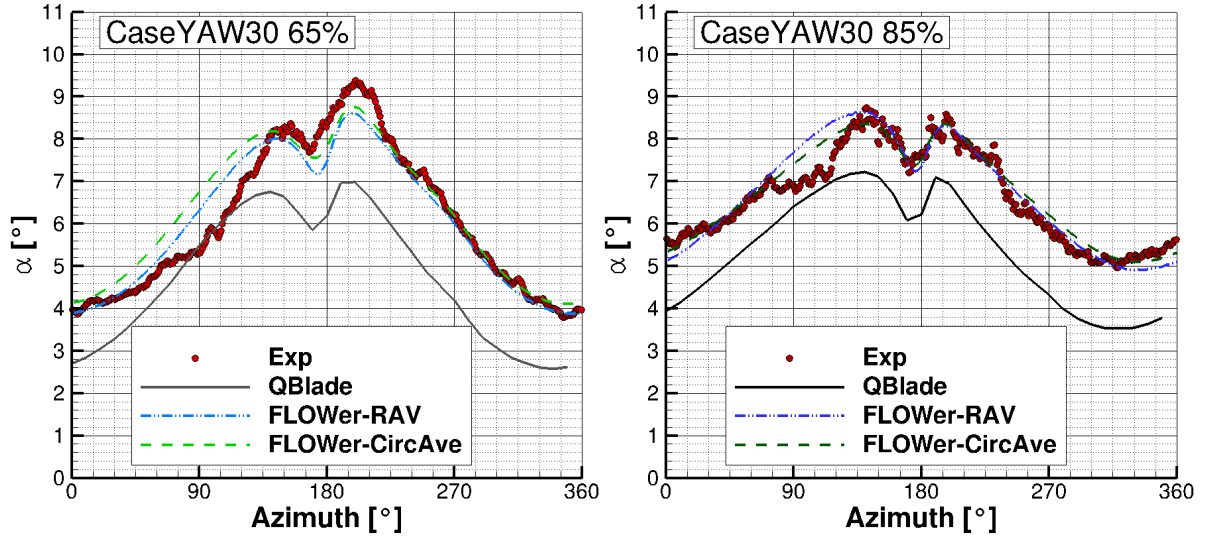 CaseYAW30 65%
11
10
9
8
7
6
5
4
3
2
1
0
α [°]
Exp
QBlade
FLOWer-RAV
FLOWer-CircAve
0 90 180 270 360
Azimuth [°]
CaseYAW30 85%
11
10
9
8
7
6
5
4
3
2
1
0
α [°]
Exp
QBlade
FLOWer-RAV
FLOWer-CircAve
0 90 180 270 360
Azimuth [°]